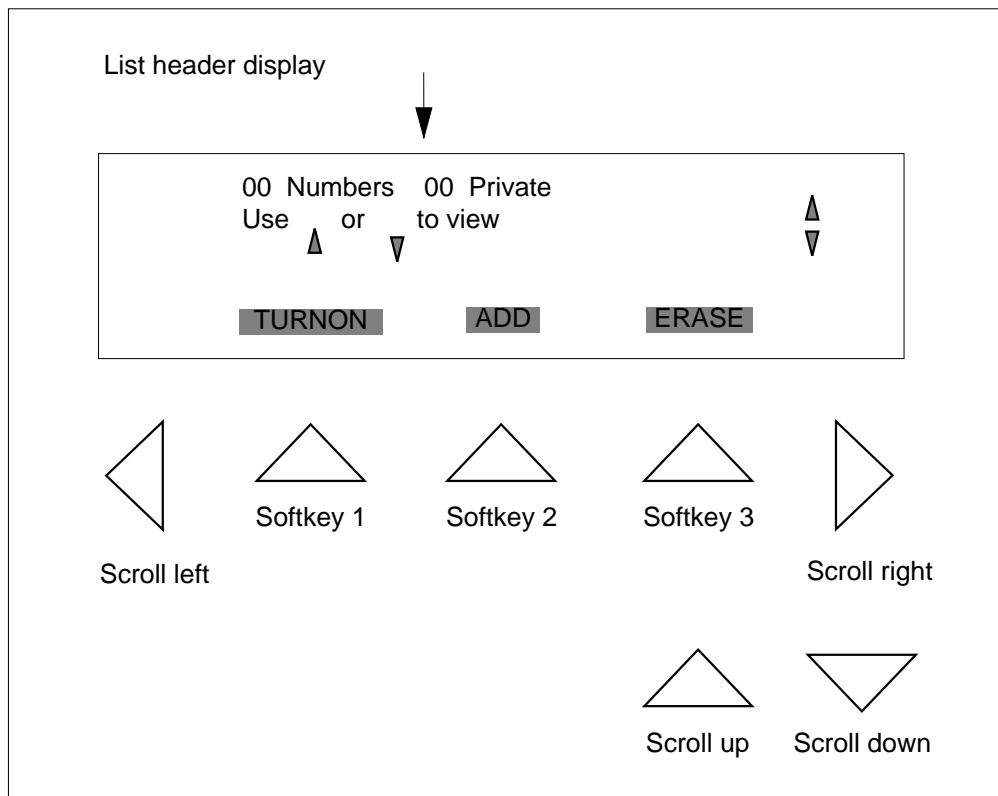 List header display
00 Numbers 00 Private
Use or to view
TURNON ADD ERASE
Softkey 1 Softkey 2 Softkey 3
Scroll left Scroll right
Scroll up Scroll down